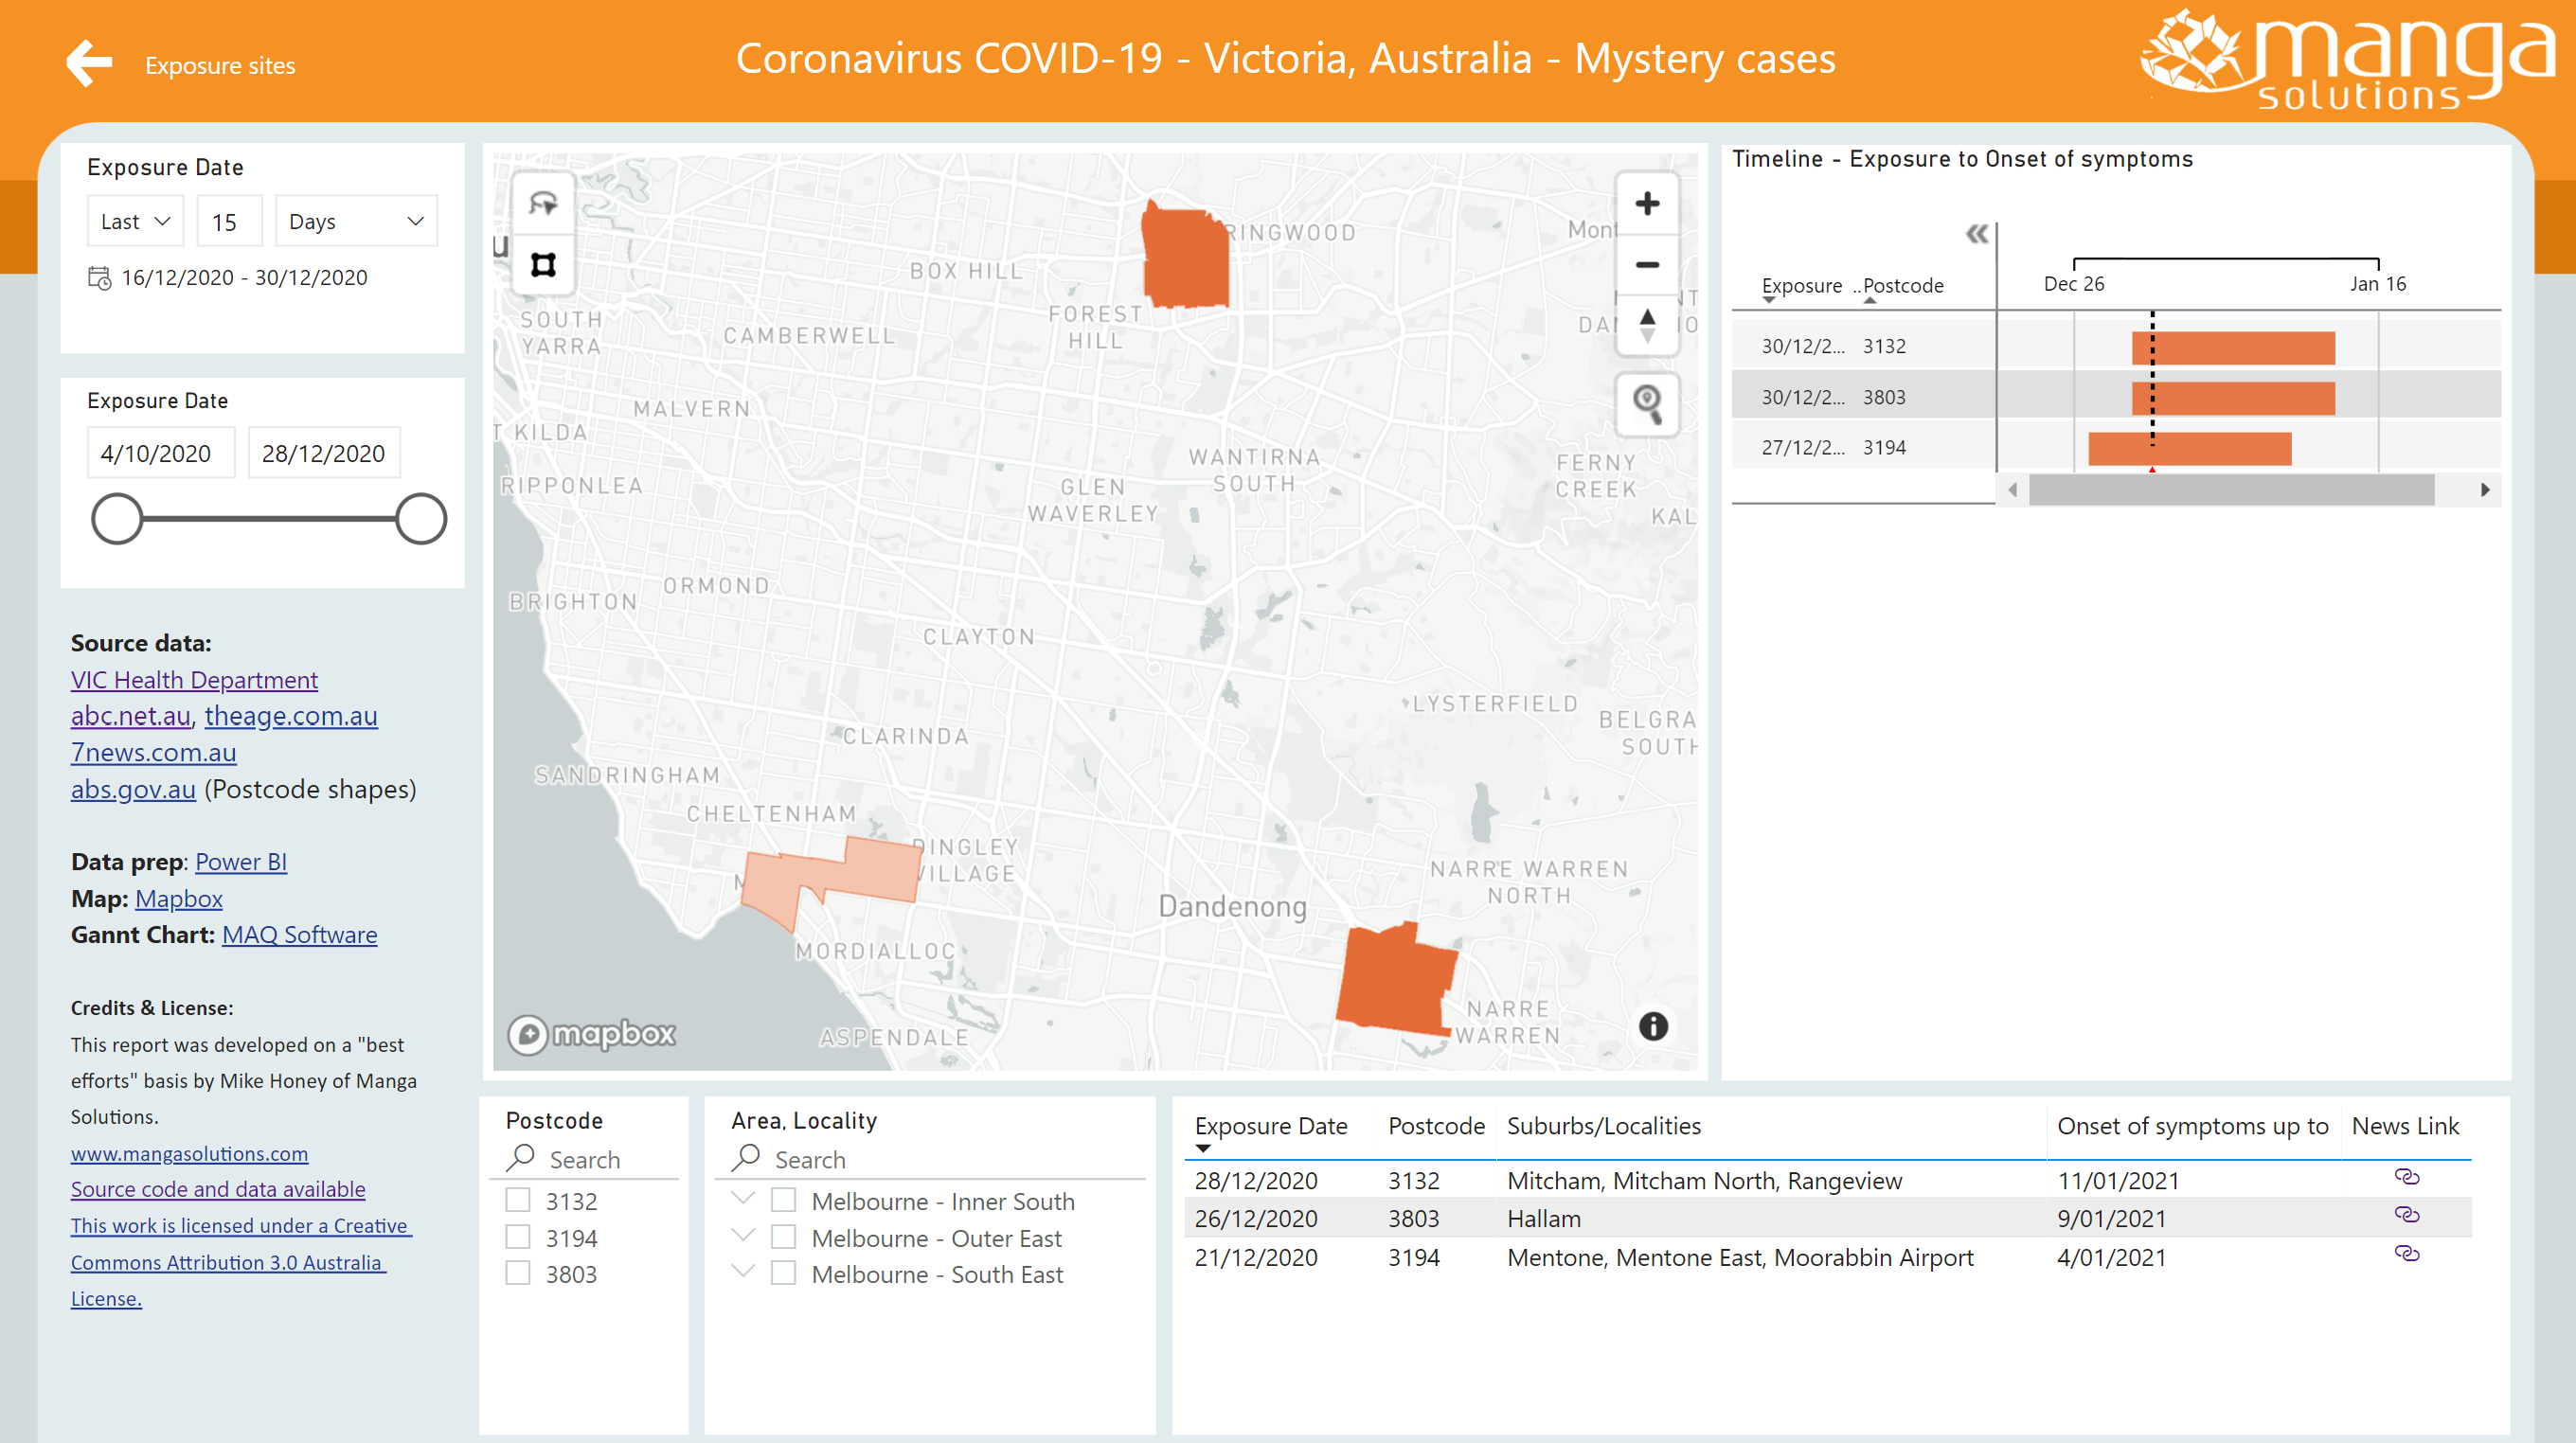 Exposure sites
Coronavirus COVID-19 - Victoria, Australia - Mystery cases
manga
solutions
Exposure Date
Last 15 Days
16/12/2020 - 30/12/2020
Exposure Date
4/10/2020 28/12/2020
Source data:
VIC Health Department
abc.net.au, theage.com.au
7news.com.au
abs.gov.au (Postcode shapes)
Data prep: Power BI
Map: Mapbox
Gannt Chart: MAQ Software
Credits & License:
This report was developed on a "best
efforts" basis by Mike Honey of Manga
Solutions.
www.mangasolutions.com
Source code and data available
This work is licensed under a Creative
Commons Attribution 3.0 Australia
License.
RINGWOOD
Mont
BOX HILL
FOREST
HILL
SOUTH
YARRA
CAMBERWELL
MALVERN
T KILDA
RIPPONLEA
WANTIRNA
SOUTH
FERNY
CREEK
GLEN
WAVERLEY
KAL
ORMOND
BRIGHTON
CLAYTON
LYSTERFIELD
BELGRA
SOUTH
CLARINDA
SANDRINGHAM
CHELTENHAM
DINGLEY
VILLAGE
NARRE WARREN
NORTH
Dandenong
MORDIALLOC
NARRE
WARREN
ASPENDALE
mapbox
Timeline - Exposure to Onset of symptoms
Dec 26 Jan 16
Exposure .. Postcode
30/12/2... 3132
30/12/2... 3803
27/12/2... 3194
Postcode
Search
3132
3194
3803
Area, Locality
Search
Melbourne - Inner South
Melbourne - Outer East
Melbourne - South East
Exposure Date Postcode Suburbs/Localities Onset of symptoms up to News Link
28/12/2020 3132 Mitcham, Mitcham North, Rangeview 11/01/2021
26/12/2020 3803 Hallam 9/01/2021
21/12/2020 3194 Mentone, Mentone East, Moorabbin Airport 4/01/2021